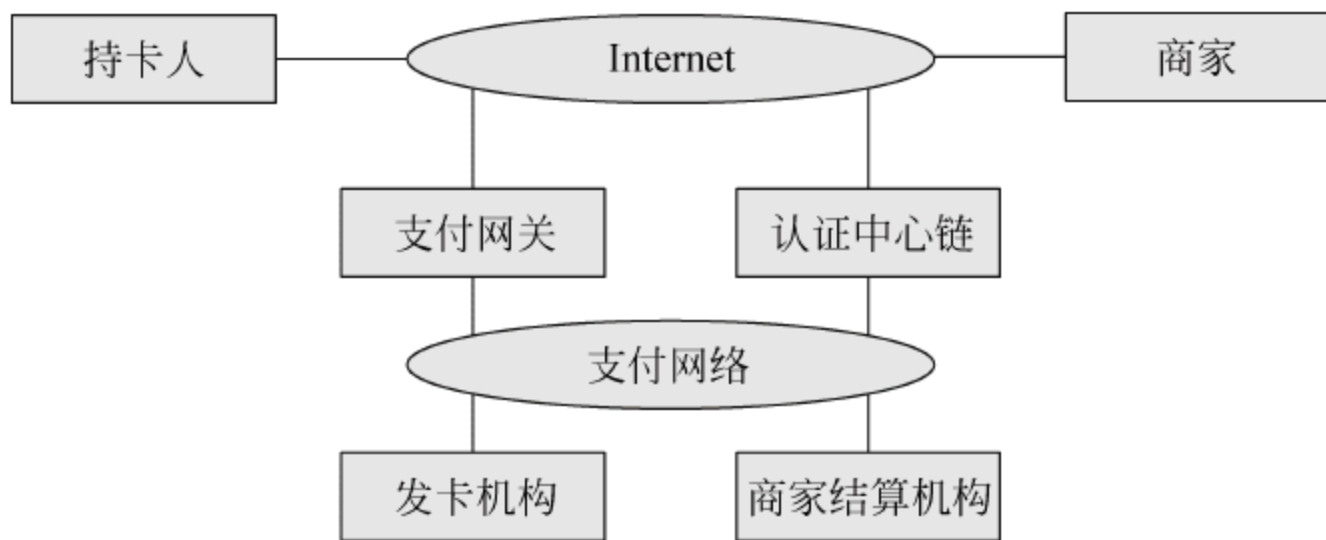 持卡人
Internet
商家
支付网关
认证中心链
支付网络
发卡机构
商家结算机构